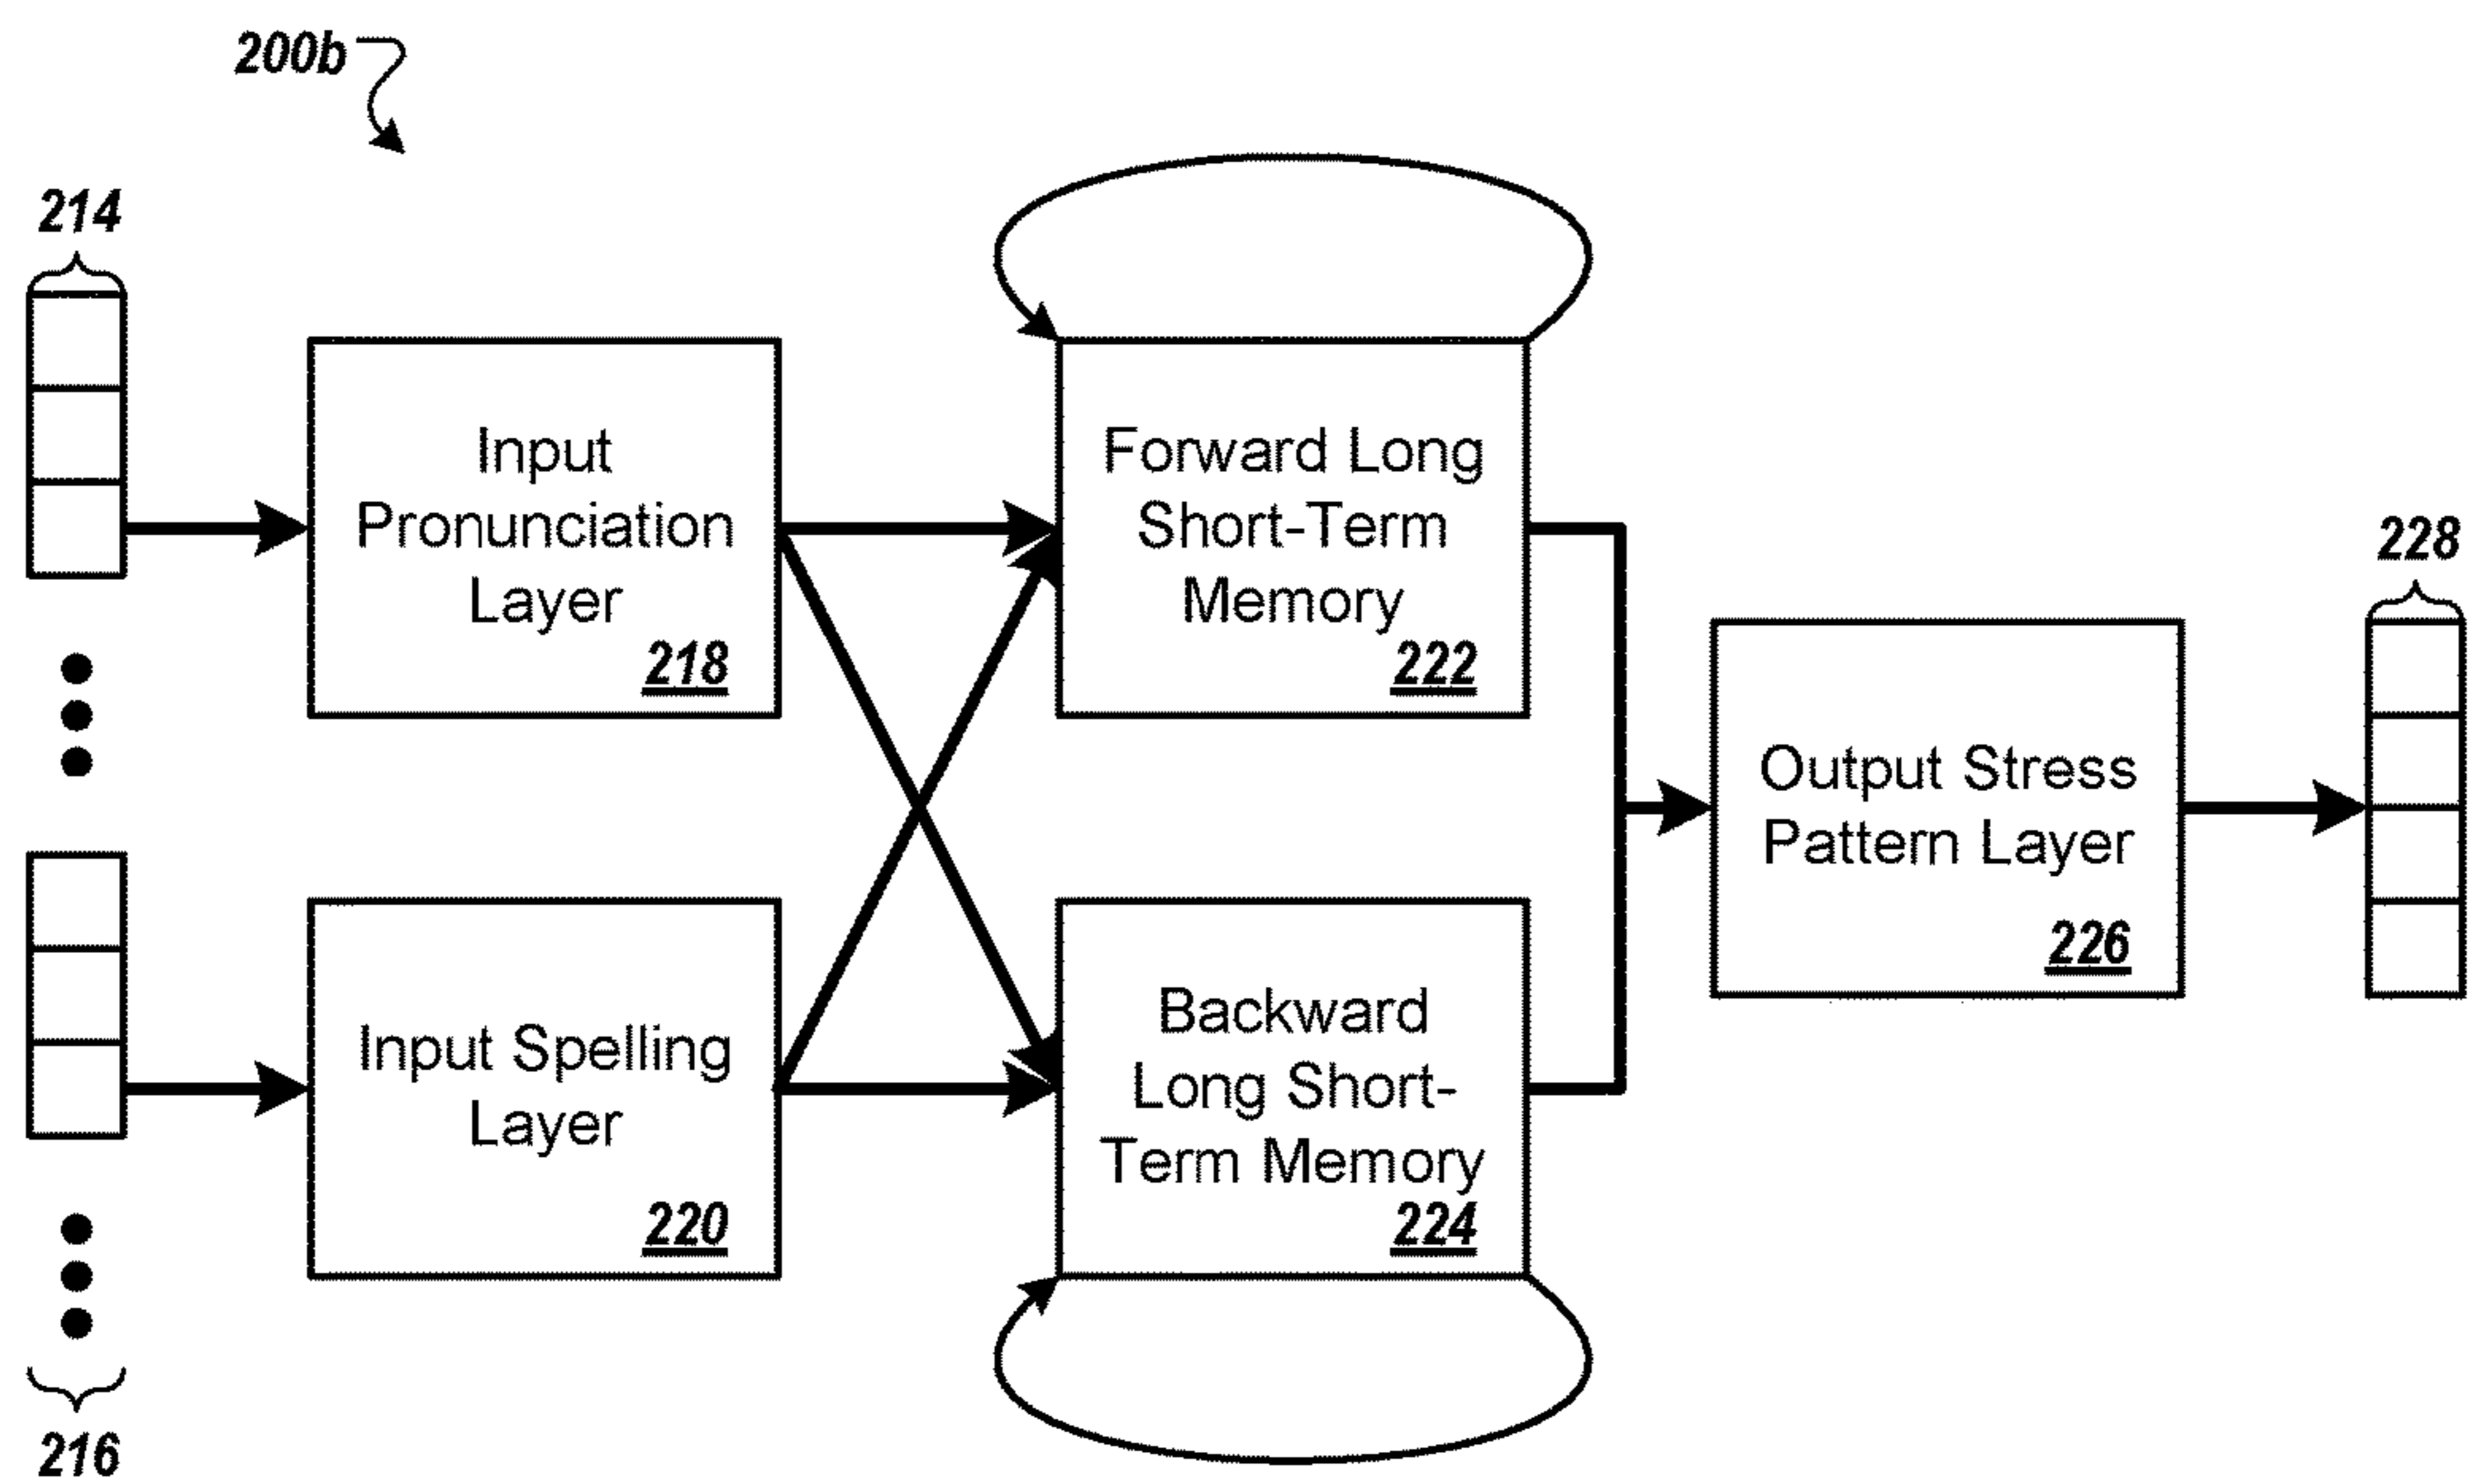 200b
214
Input
Pronunciation
Layer
218
Forward Long
Short-Term
Memory
222
228
Output Stress
Pattern Layer
226
Input Spelling
Layer
220
Backward
Long Short-
Term Memory
224
216